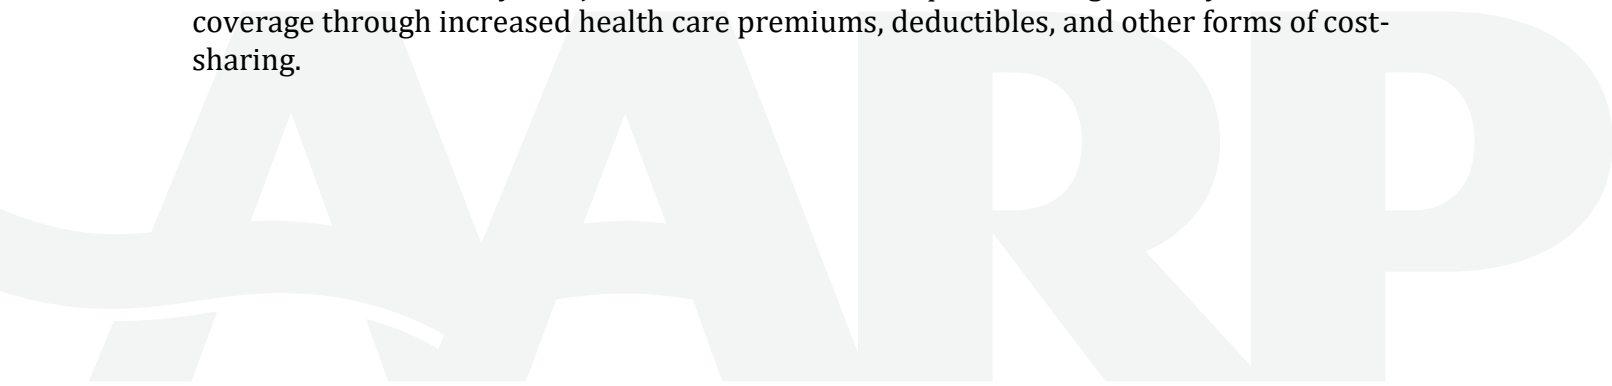 coverage through increased health care premiums, deductibles, and other forms of cost-
sharing.
AARP